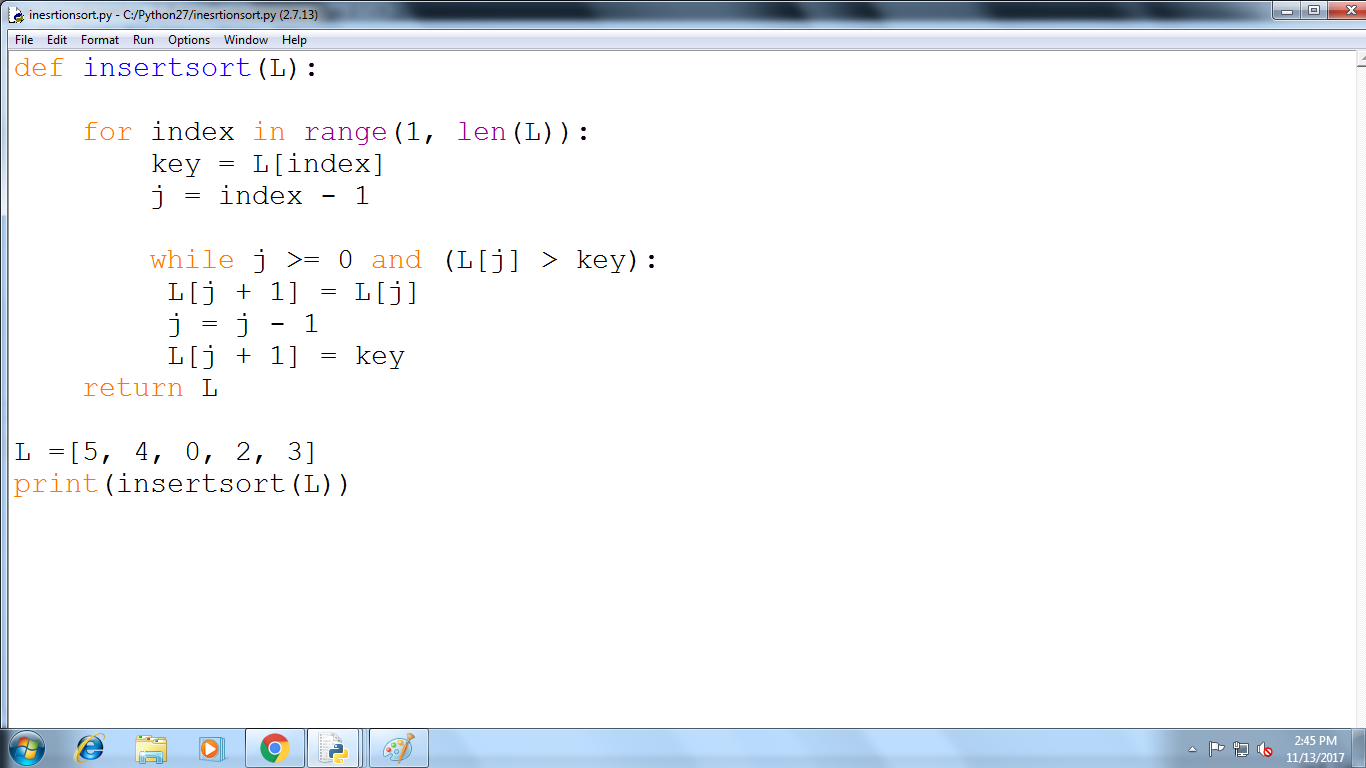 inesrtionsort.py - C:/Python27/inesrtionsort.py (2.7.13)
File Edit Format Run Options Window Help
def insertsort(L):
    for index in range(1, len(L)):
        key = L[index]
        j = index - 1
        while j >= 0 and (L[j] > key):
         L[j + 1] = L[j]
         j = j - 1
         L[j + 1] = key
    return L
L =[5, 4, 0, 2, 3]
print(insertsort(L))
2:45 PM
11/13/2017